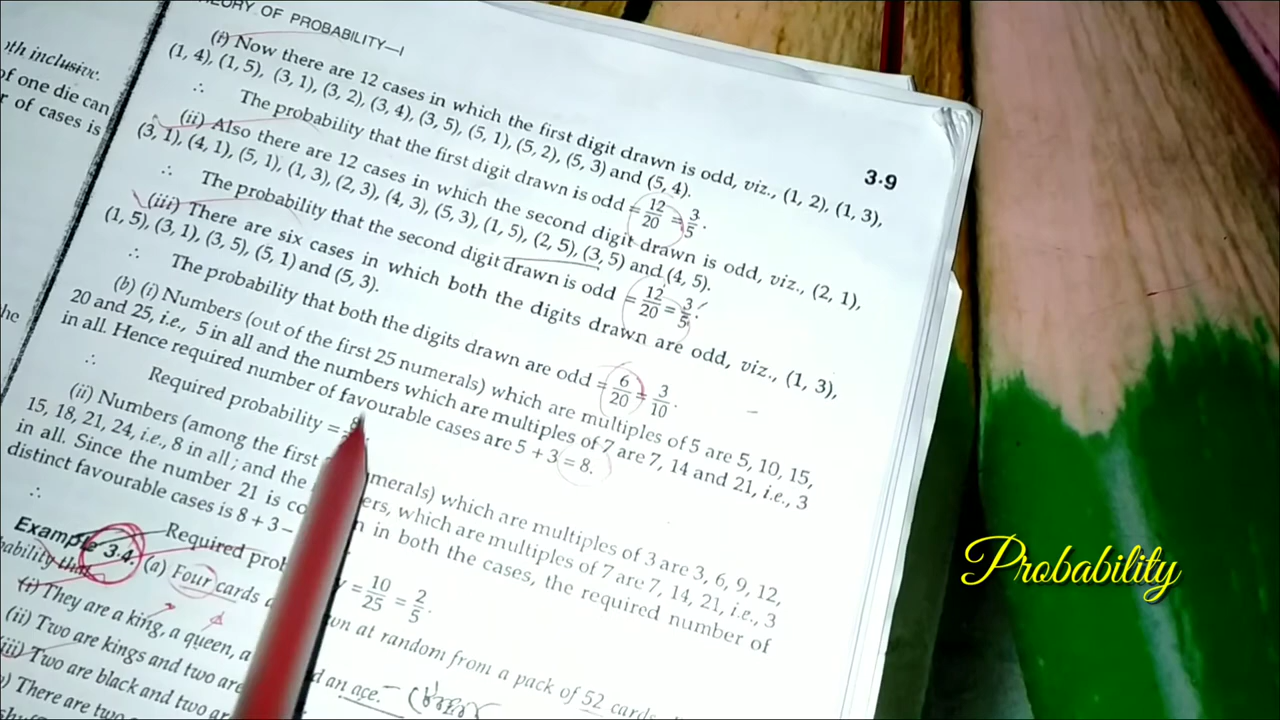 THEORY OF PROBABILITY—I
3·9
(i) Now there are 12 cases in which the first digit drawn is odd, viz., (1, 2), (1, 3),
(1, 4), (1, 5), (3, 1), (3, 2), (3, 4), (3, 5), (5, 1), (5, 2), (5, 3) and (5, 4).
∴ The probability that the first digit drawn is odd = 12/20 = 3/5.
(ii) Also there are 12 cases in which the second digit drawn is odd, viz., (2, 1),
(3, 1), (4, 1), (5, 1), (1, 3), (2, 3), (4, 3), (5, 3), (1, 5), (2, 5), (3, 5) and (4, 5).
∴ The probability that the second digit drawn is odd = 12/20 = 3/5.
(iii) There are six cases in which both the digits drawn are odd, viz., (1, 3),
(1, 5), (3, 1), (3, 5), (5, 1) and (5, 3).
∴ The probability that both the digits drawn are odd = 6/20 = 3/10.
(b) (i) Numbers (out of the first 25 numerals) which are multiples of 5 are 5, 10, 15,
20 and 25, i.e., 5 in all and the numbers which are multiples of 7 are 7, 14 and 21, i.e., 3
in all. Hence required number of favourable cases are 5 + 3 = 8.
∴ Required probability = 8
(ii) Numbers (among the first merals) which are multiples of 3 are 3, 6, 9, 12,
15, 18, 21, 24, i.e., 8 in all ; and the ers, which are multiples of 7 are 7, 14, 21, i.e., 3
in all. Since the number 21 is co n in both the cases, the required number of
distinct favourable cases is 8 + 3 –
∴ Required prob = 10/25 = 2/5.
Example 3·4. (a) Four cards wn at random from a pack of 52 cards
bability that
(i) They are a king, a queen, a d an ace.
(ii) Two are kings and two are
(iii) Two are black and two a
) There are two
oth inclusive.
of one die can
r of cases is
he
Probability